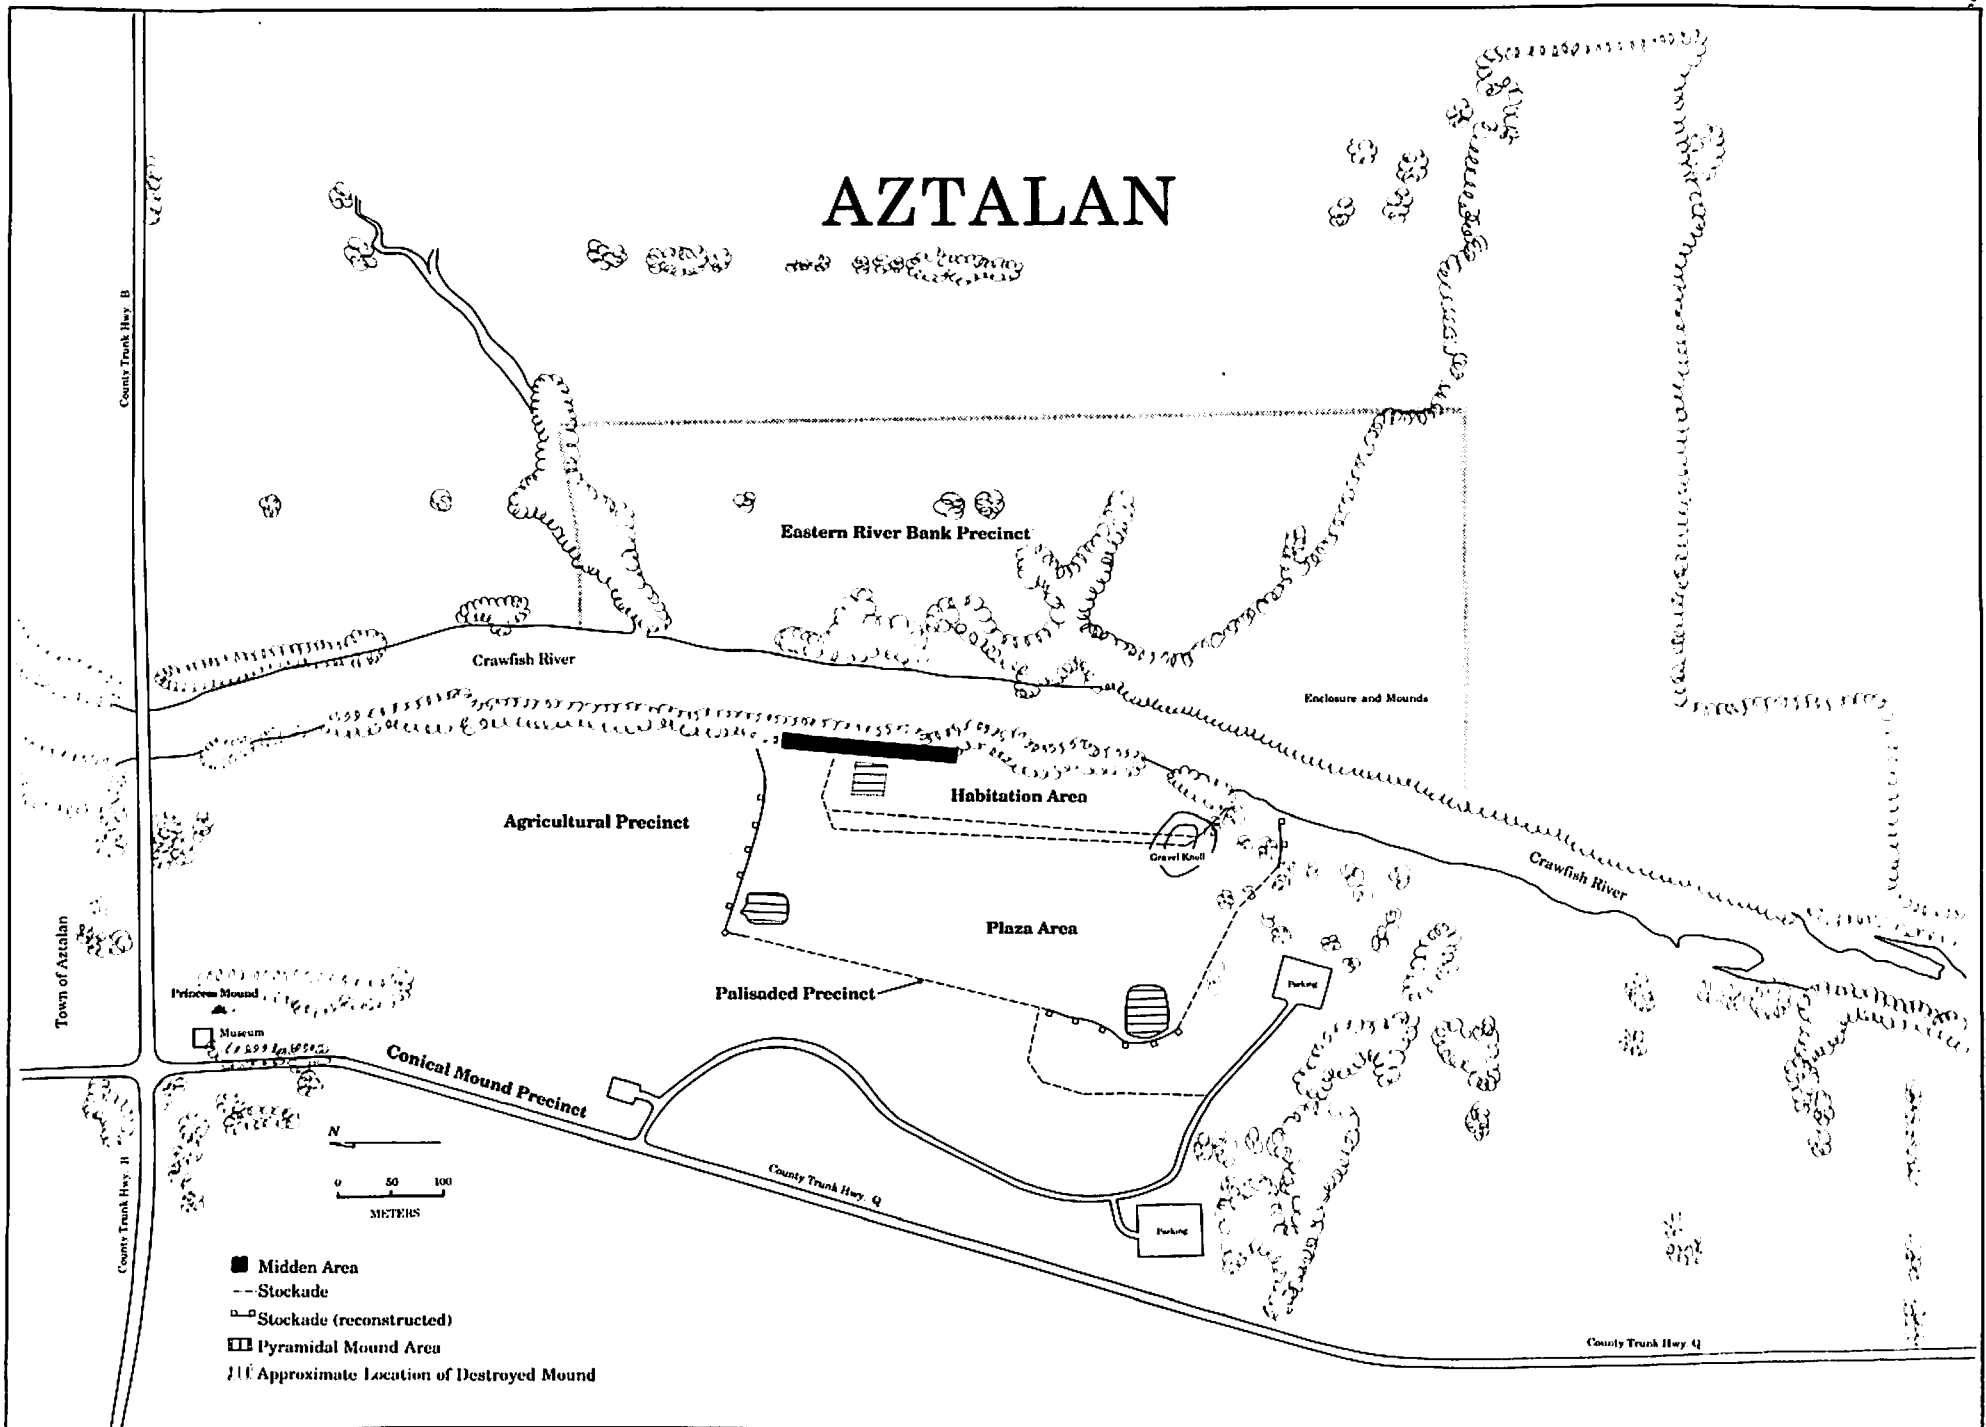 AZTALAN
County Trunk Hwy. B
Eastern River Bank Precinct
Crawfish River
Enclosure and Mounds
Habitation Area
Agricultural Precinct
Gravel Knoll
Crawfish River
Plaza Area
Town of Aztalan
Princess Mound
Palisaded Precinct
Parking
Museum
Conical Mound Precinct
N
County Trunk Hwy. B
County Trunk Hwy. Q
0 50 100
METERS
Parking
Midden Area
Stockade
Stockade (reconstructed)
Pyramidal Mound Area
Approximate Location of Destroyed Mound
County Trunk Hwy. Q